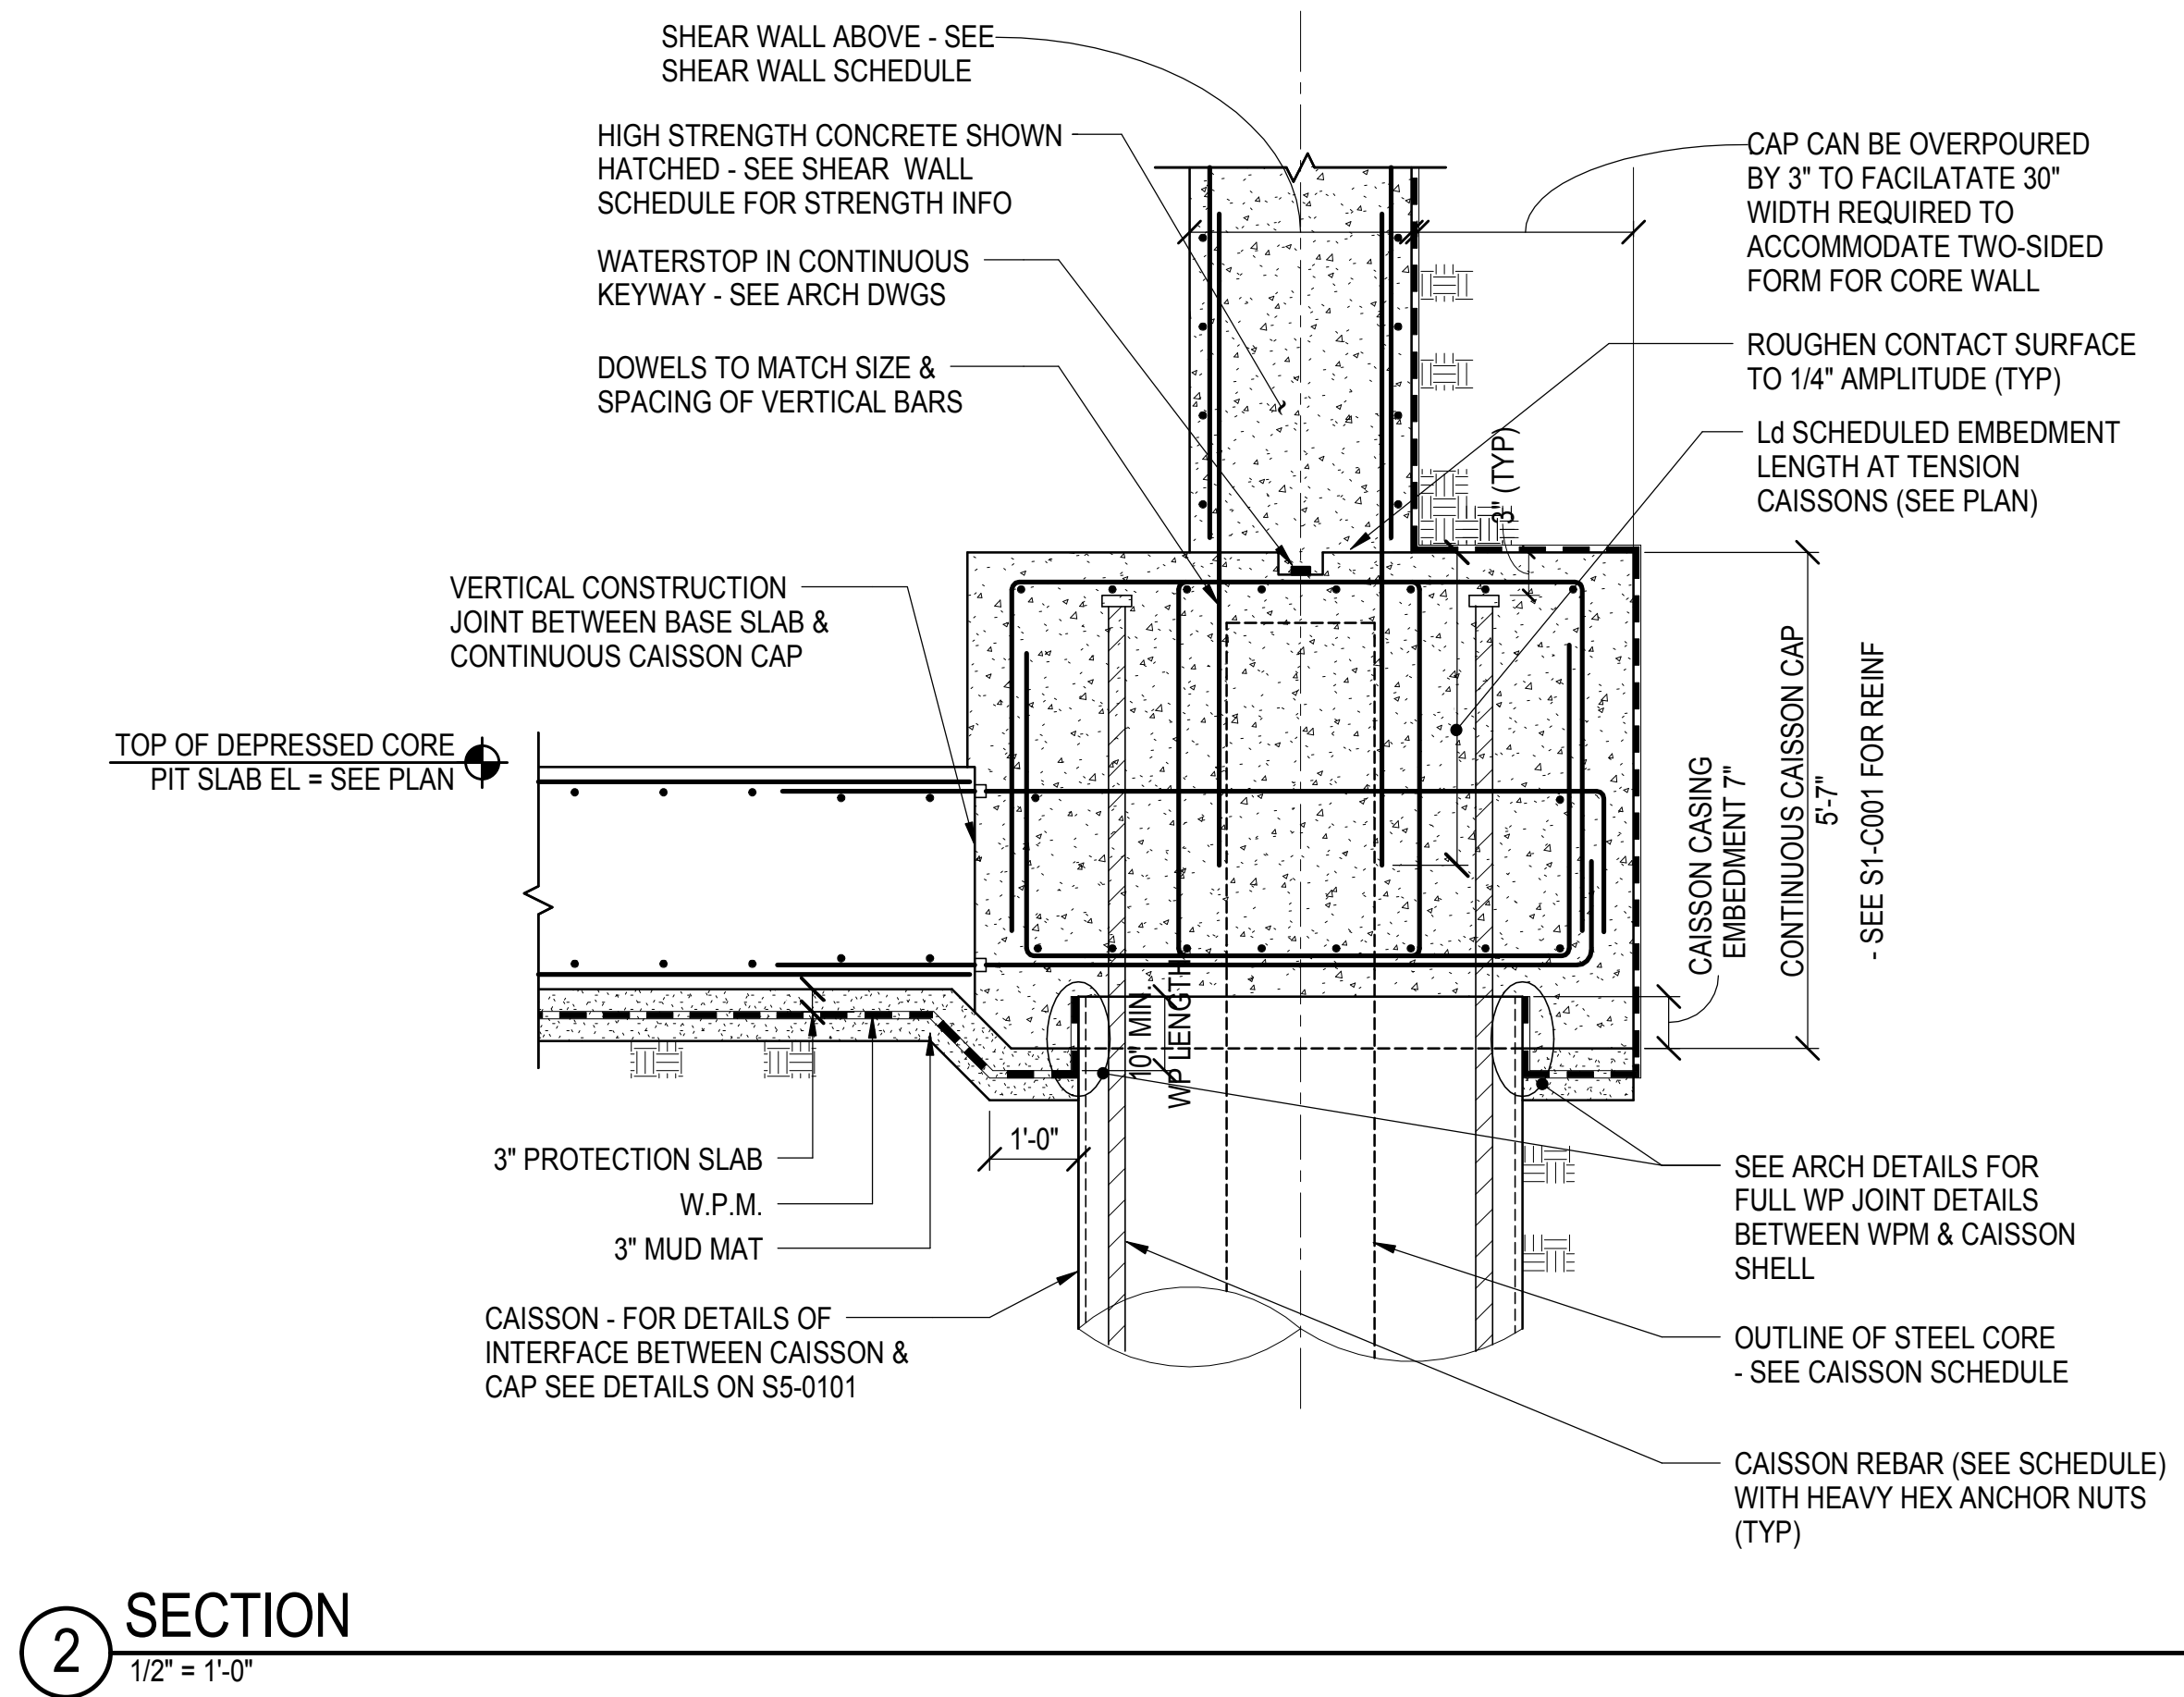 SHEAR WALL ABOVE - SEE
SHEAR WALL SCHEDULE
HIGH STRENGTH CONCRETE SHOWN
HATCHED - SEE SHEAR WALL
SCHEDULE FOR STRENGTH INFO
WATERSTOP IN CONTINUOUS
KEYWAY - SEE ARCH DWGS
DOWELS TO MATCH SIZE &
SPACING OF VERTICAL BARS
VERTICAL CONSTRUCTION
JOINT BETWEEN BASE SLAB &
CONTINUOUS CAISSON CAP
TOP OF DEPRESSED CORE
PIT SLAB EL = SEE PLAN
3" PROTECTION SLAB
W.P.M.
3" MUD MAT
CAISSON - FOR DETAILS OF
INTERFACE BETWEEN CAISSON &
CAP SEE DETAILS ON S5-0101
1'-0"
10" MIN.
WP LENGTH
3" (TYP)
CAP CAN BE OVERPOURED
BY 3" TO FACILATATE 30"
WIDTH REQUIRED TO
ACCOMMODATE TWO-SIDED
FORM FOR CORE WALL
ROUGHEN CONTACT SURFACE
TO 1/4" AMPLITUDE (TYP)
Ld SCHEDULED EMBEDMENT
LENGTH AT TENSION
CAISSONS (SEE PLAN)
CAISSON CASING
EMBEDMENT 7"
CONTINUOUS CAISSON CAP
5'-7"
- SEE S1-C001 FOR REINF
SEE ARCH DETAILS FOR
FULL WP JOINT DETAILS
BETWEEN WPM & CAISSON
SHELL
OUTLINE OF STEEL CORE
- SEE CAISSON SCHEDULE
CAISSON REBAR (SEE SCHEDULE)
WITH HEAVY HEX ANCHOR NUTS
(TYP)
2
SECTION
1/2" = 1'-0"